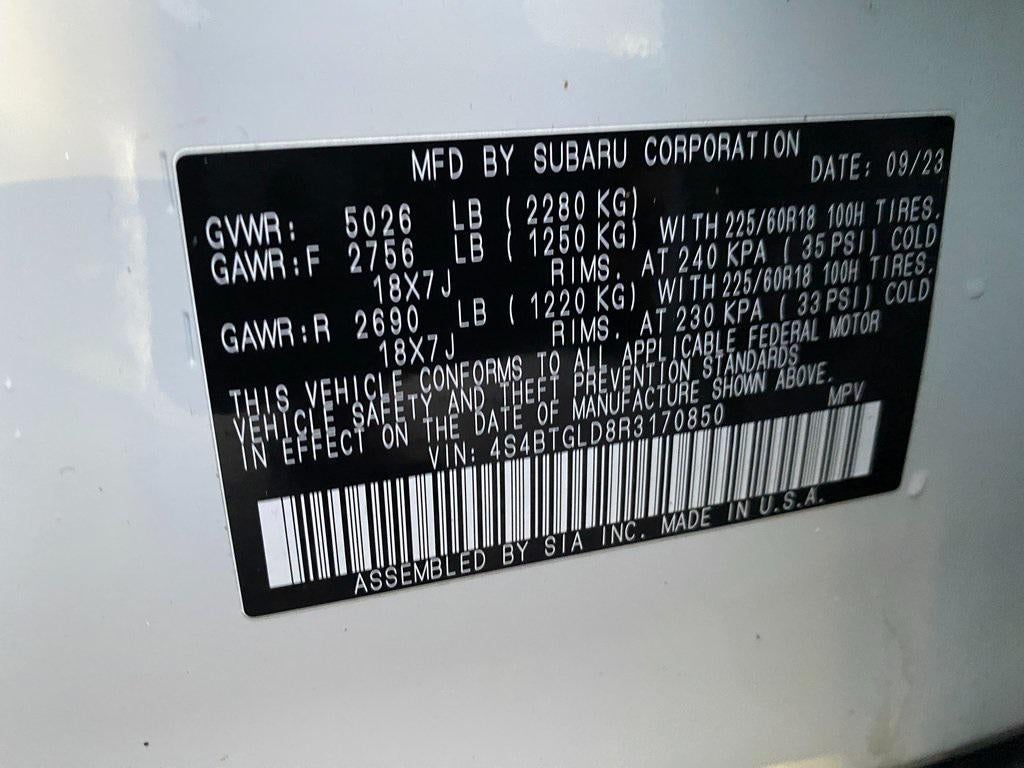 MFD BY SUBARU CORPORATION DATE: 09/23
GVWR: 5026 LB ( 2280 KG)
GAWR:F 2756 LB ( 1250 KG) WITH 225/60R18 100H TIRES.
18X7J RIMS. AT 240 KPA ( 35 PSI) COLD
GAWR:R 2690 LB ( 1220 KG) WITH 225/60R18 100H TIRES.
18X7J RIMS. AT 230 KPA ( 33 PSI) COLD
THIS VEHICLE CONFORMS TO ALL APPLICABLE FEDERAL MOTOR
VEHICLE SAFETY AND THEFT PREVENTION STANDARDS
IN EFFECT ON THE DATE OF MANUFACTURE SHOWN ABOVE.
VIN: 4S4BTGLD8R3170850 MPV
ASSEMBLED BY SIA INC. MADE IN U.S.A.